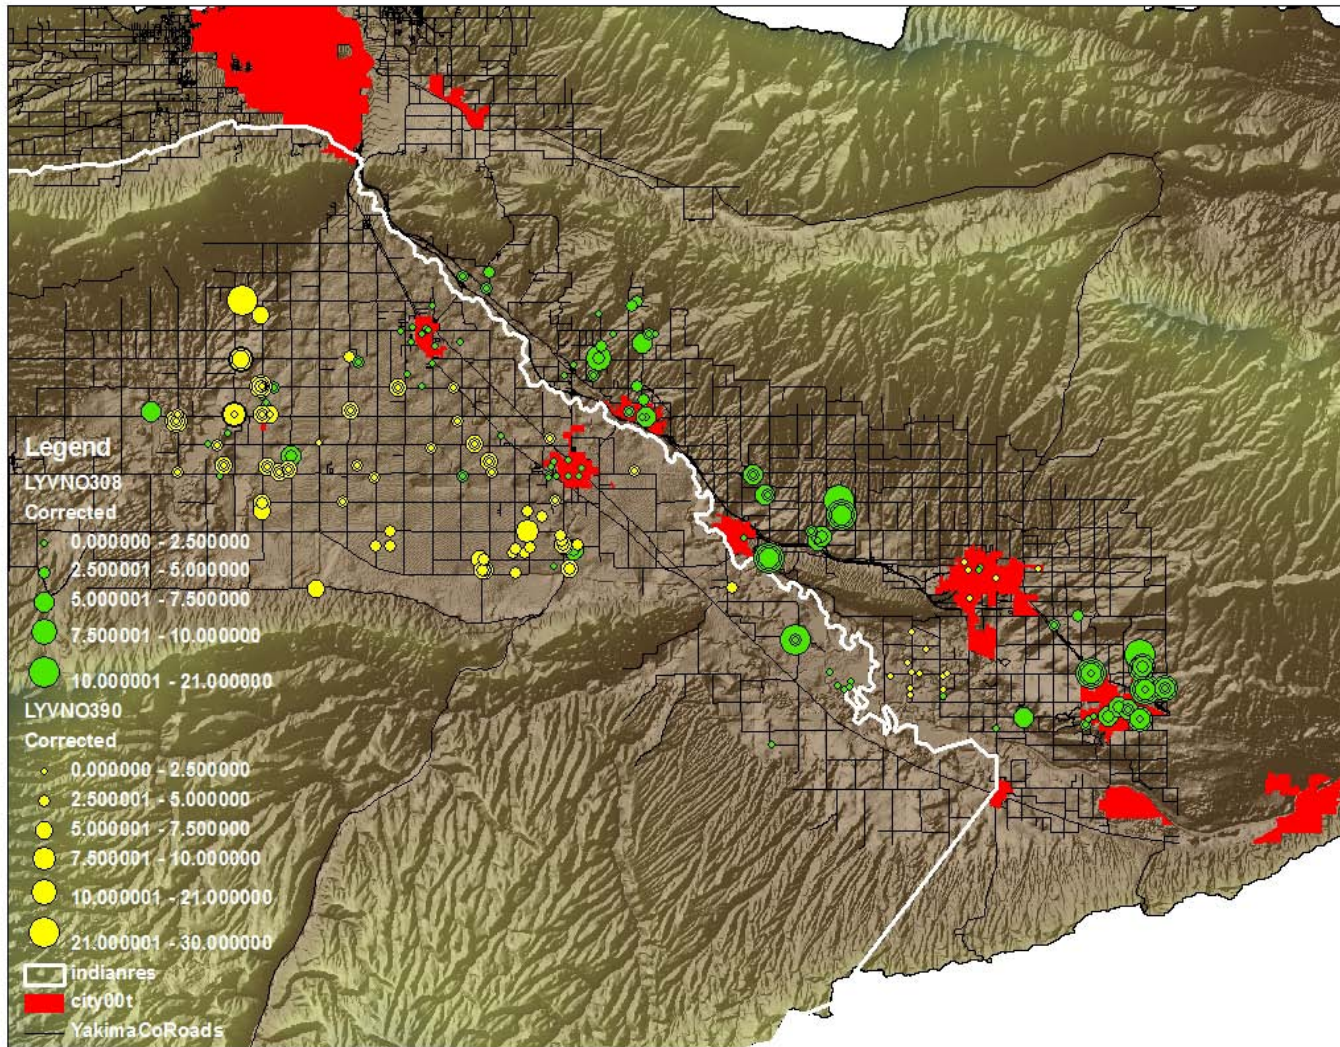 Legend
LYVNO308
Corrected
0.000000 - 2.500000
2.500001 - 5.000000
5.000001 - 7.500000
7.500001 - 10.000000
10.000001 - 21.000000
LYVNO390
Corrected
0.000000 - 2.500000
2.500001 - 5.000000
5.000001 - 7.500000
7.500001 - 10.000000
10.000001 - 21.000000
21.000001 - 30.000000
indianres
city00t
YakimaCoRoads